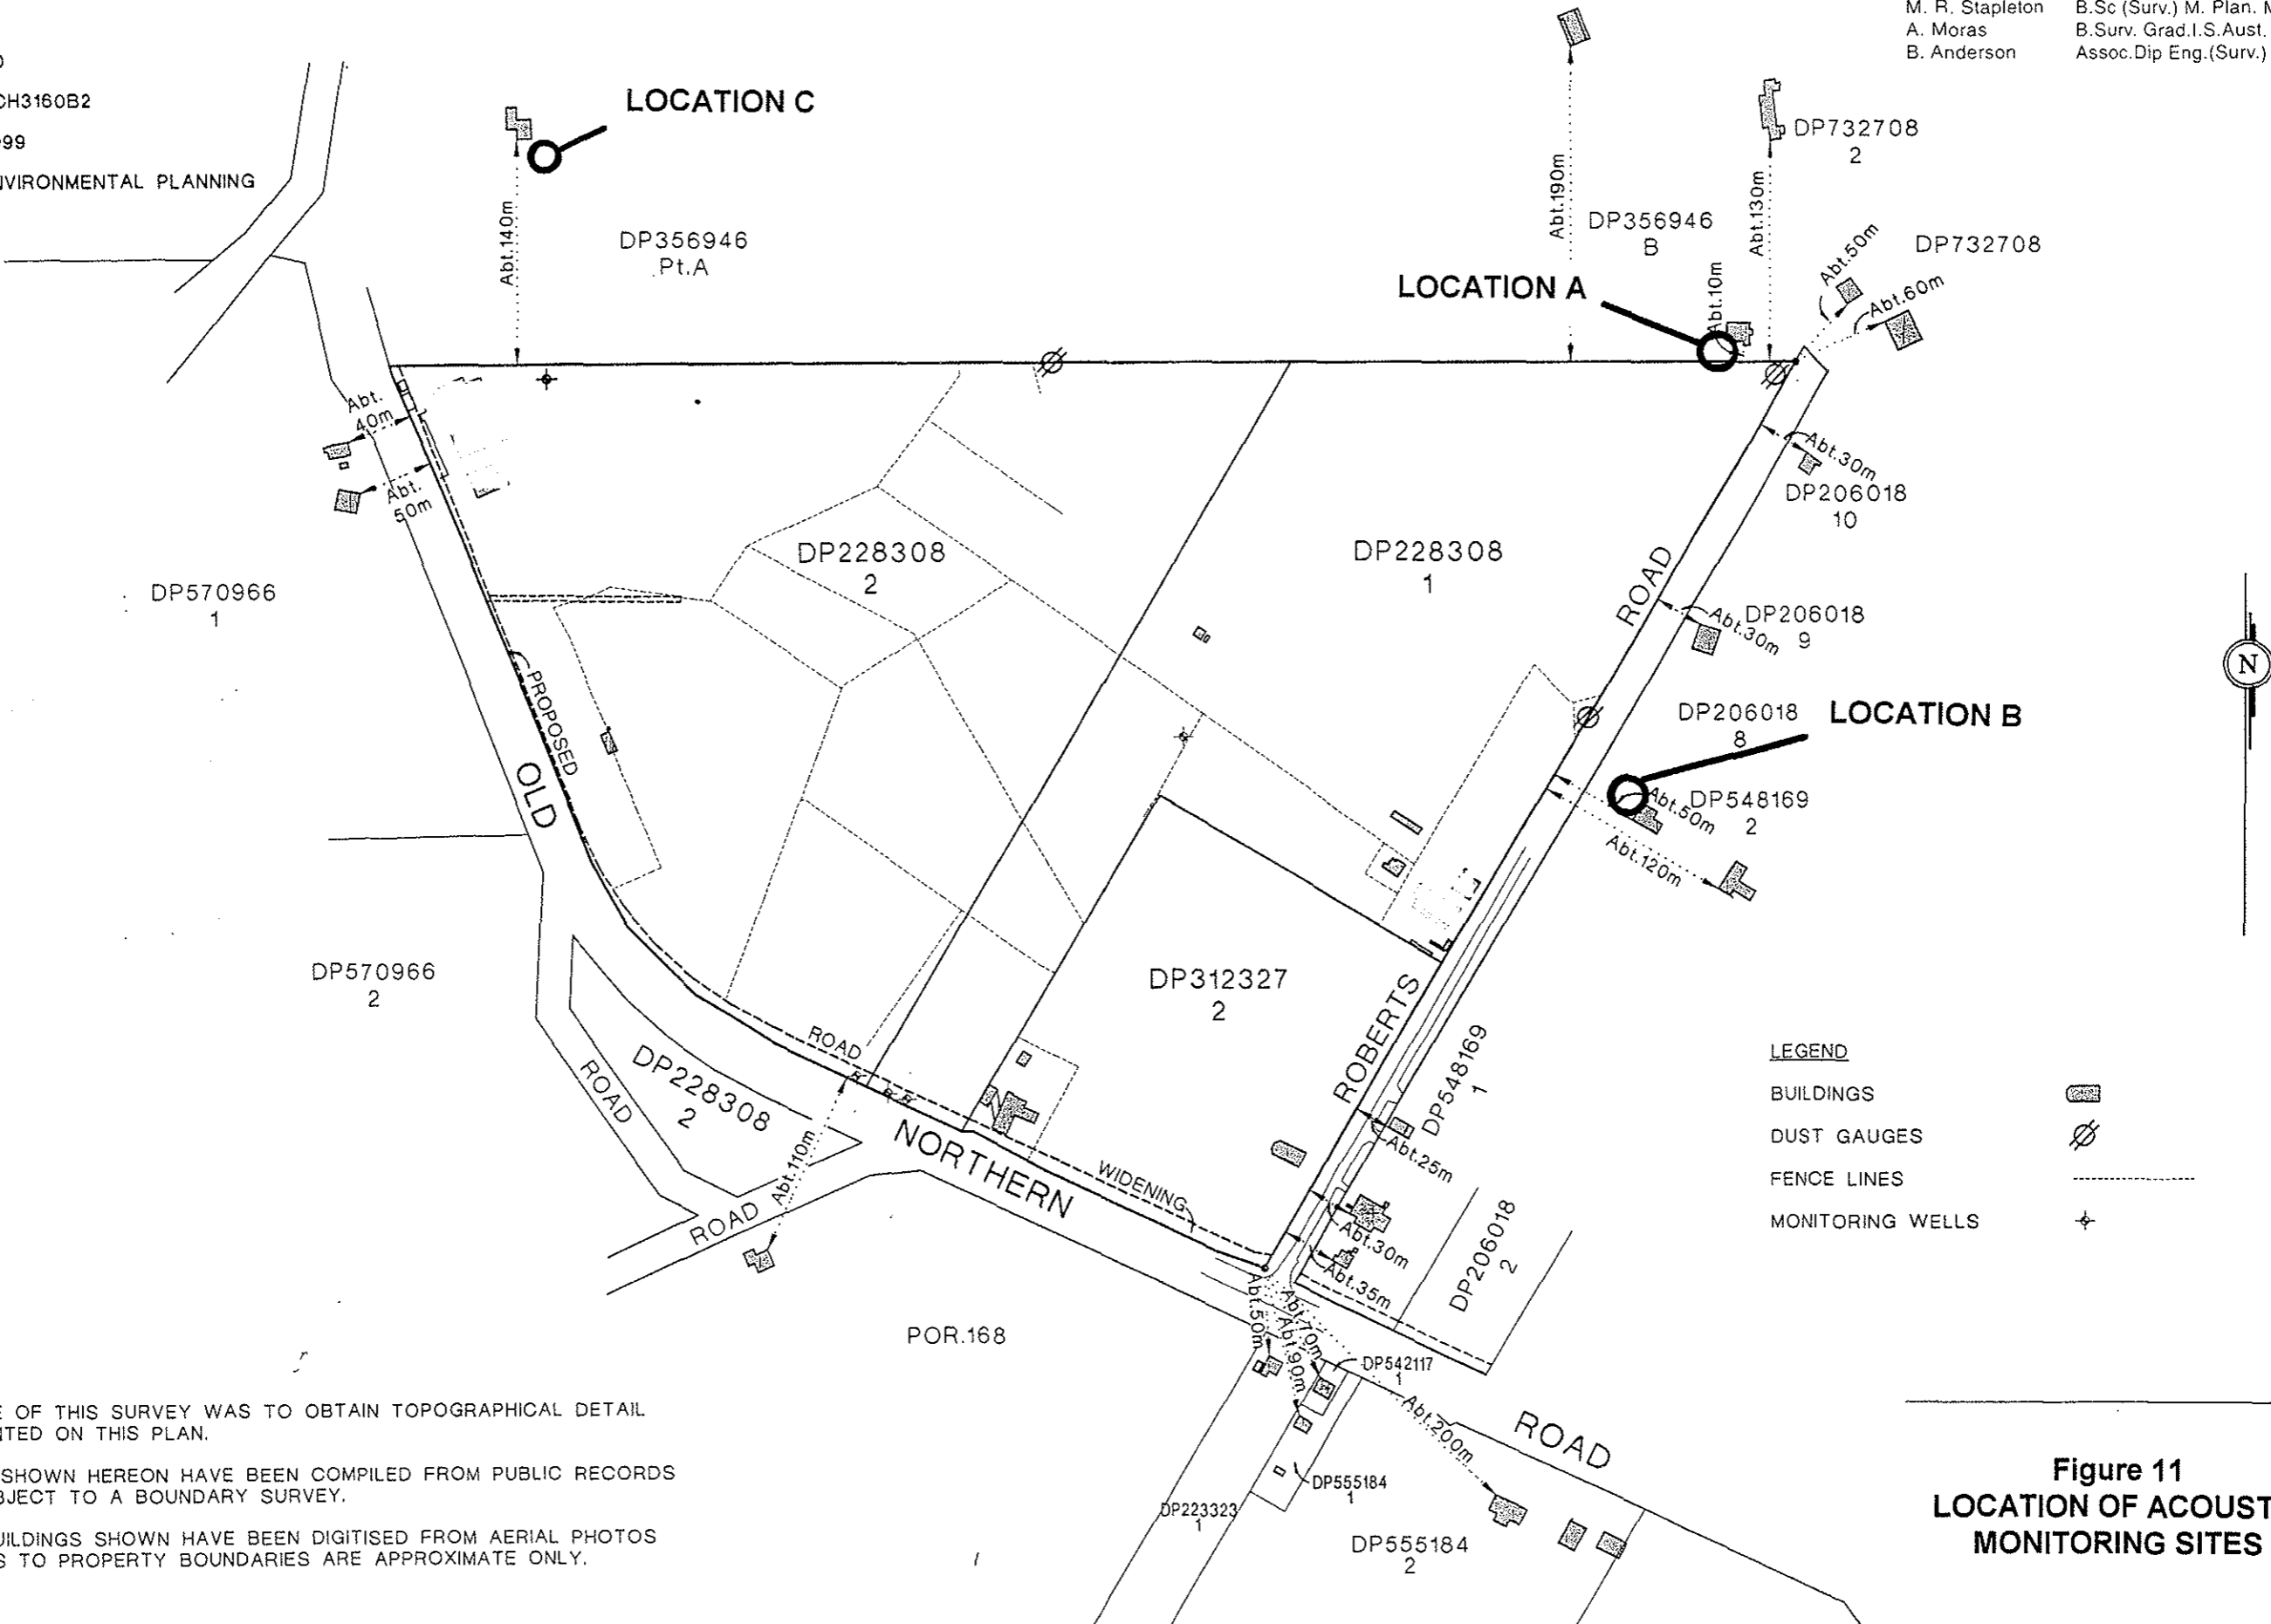 M. R. Stapleton B.Sc (Surv.) M. Plan.
A. Moras B.Surv. Grad.I.S.Aust.
B. Anderson Assoc.Dip Eng.(Surv.)
CH3160B2
99
NVIRONMENTAL PLANNING
LOCATION C
Abt.140m
DP356946
Pt.A
Abt.190m
DP356946
B
Abt.130m
DP732708
2
Abt.50m
DP732708
Abt.60m
LOCATION A
Abt.10m
Abt.
40m
Abt.
50m
Abt.30m
DP206018
10
DP228308
2
DP228308
1
ROAD
DP570966
1
DP206018
9
Abt.30m
N
PROPOSED
OLD
DP206018
8
LOCATION B
Abt.50m
DP548169
2
Abt.120m
DP570966
2
DP312327
2
ROBERTS
DP548169
1
ROAD
ROAD
DP228308
2
NORTHERN
WIDENING
Abt.110m
ROAD
Abt.25m
Abt.30m
Abt.35m
DP206018
2
LEGEND
BUILDINGS
DUST GAUGES
FENCE LINES
MONITORING WELLS
Abt.50m
Abt.70m
Abt.90m
POR.168
DP542117
1
Abt.200m
ROAD
DP555184
1
DP223323
1
DP555184
2
E OF THIS SURVEY WAS TO OBTAIN TOPOGRAPHICAL DETAIL
NTED ON THIS PLAN.
SHOWN HEREON HAVE BEEN COMPILED FROM PUBLIC RECORDS
BJECT TO A BOUNDARY SURVEY.
UILDINGS SHOWN HAVE BEEN DIGITISED FROM AERIAL PHOTOS
S TO PROPERTY BOUNDARIES ARE APPROXIMATE ONLY.
Figure 11
LOCATION OF ACOUST
MONITORING SITES